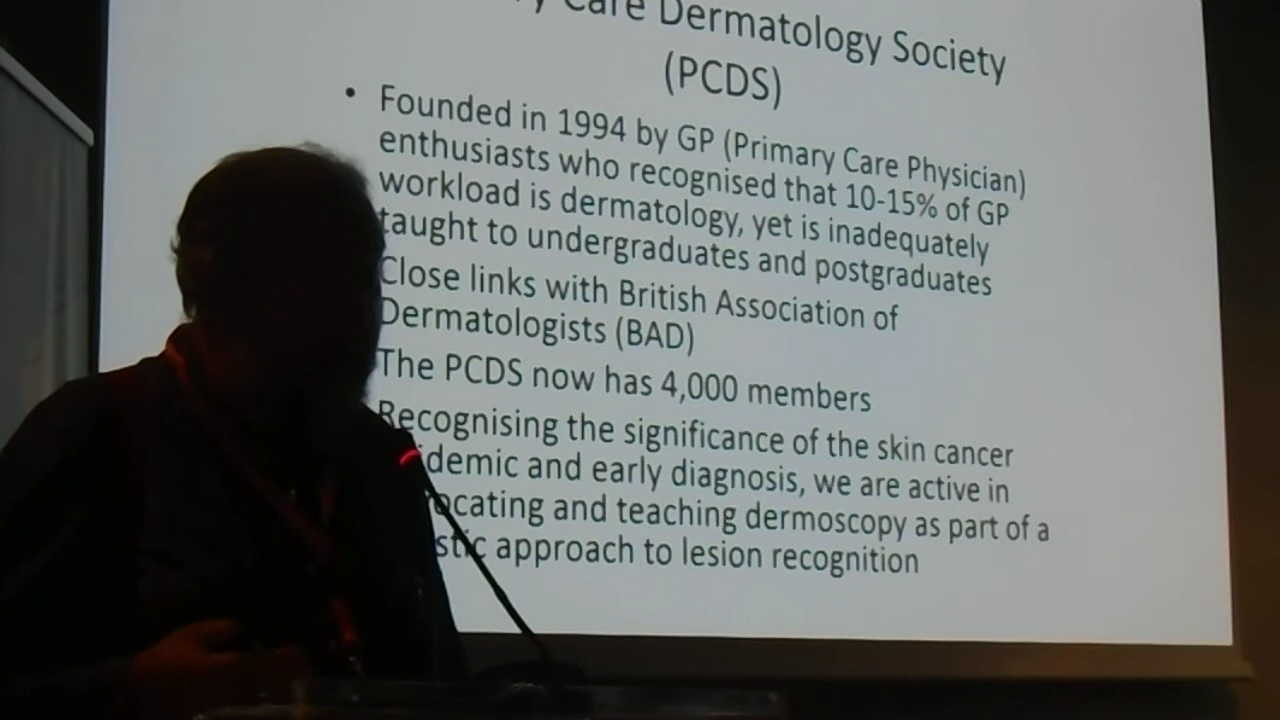 Care Dermatology Society
(PCDS)
• Founded in 1994 by GP (Primary Care Physician)
enthusiasts who recognised that 10-15% of GP
workload is dermatology, yet is inadequately
taught to undergraduates and postgraduates
Close links with British Association of
Dermatologists (BAD)
The PCDS now has 4,000 members
Recognising the significance of the skin cancer
demic and early diagnosis, we are active in
ocating and teaching dermoscopy as part of a
stic approach to lesion recognition